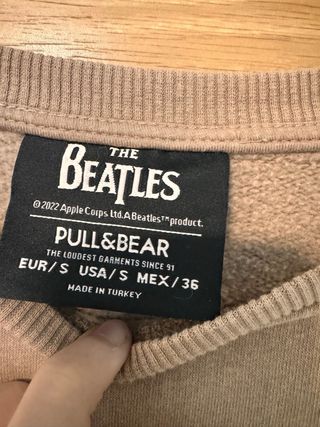 THE
BEATLES
© 2022 Apple Corps Ltd. A Beatles™ product.
PULL&BEAR
THE LOUDEST GARMENTS SINCE 91
EUR/S USA/S MEX/36
MADE IN TURKEY